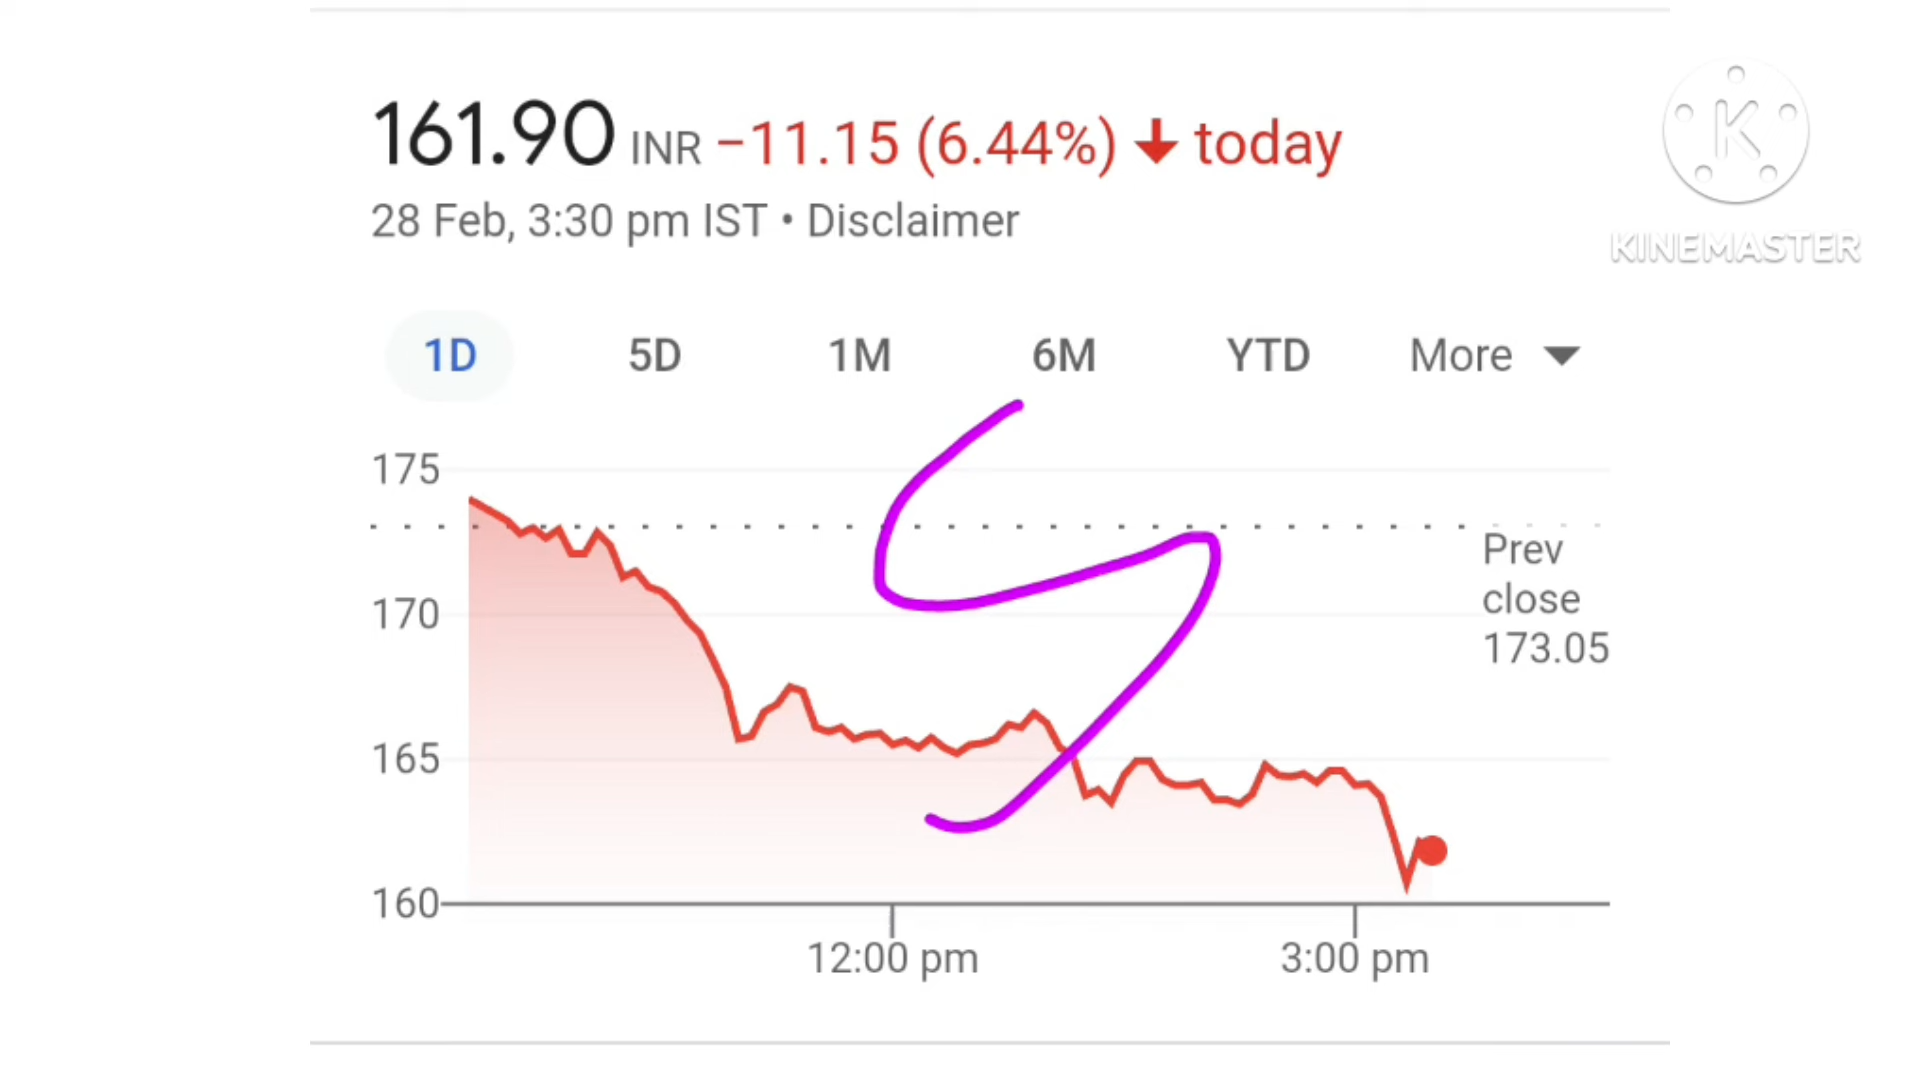 161.90 INR −11.15 (6.44%) ↓ today
28 Feb, 3:30 pm IST • Disclaimer
K
KINEMASTER
1D 5D 1M 6M YTD More
175
170
165
160
Prev
close
173.05
12:00 pm 3:00 pm